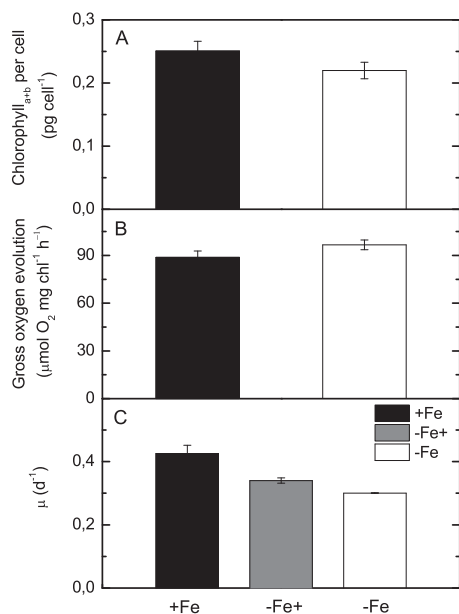 A
Chlorophyll a+b per cell
(pg cell⁻¹)
0,3
0,2
0,1
0,0
B
Gross oxygen evolution
(µmol O₂ mg chl⁻¹ h⁻¹)
90
60
30
0
C
+Fe
-Fe+
-Fe
µ (d⁻¹)
0,4
0,2
0,0
+Fe
-Fe+
-Fe